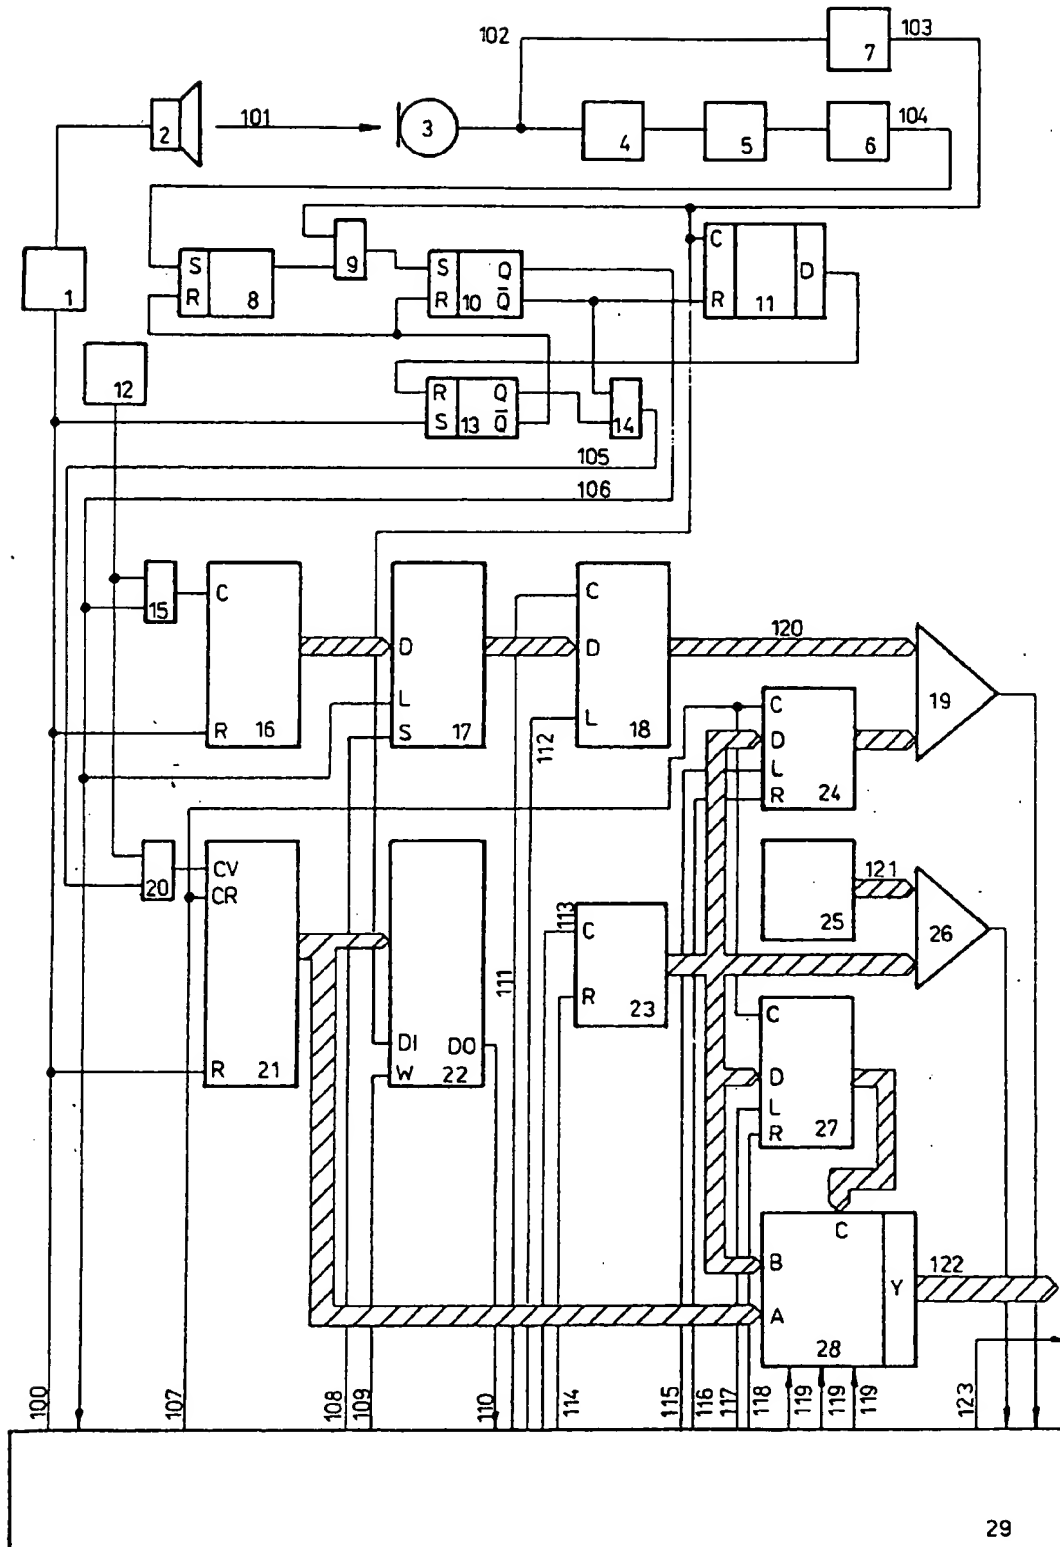 102
7
103
2
101
3
4
5
6
104
1
S
R
8
9
S
Q
R
10
Q̅
C
R
11
D
12
R
Q
S
13
Q̅
14
105
106
15
C
R
16
D
L
S
17
C
D
L
18
112
120
19
C
D
L
R
24
20
CV
CR
R
21
DI
W
DO
22
111
113
C
R
23
25
121
26
C
D
L
R
27
C
B
A
Y
28
122
100
107
108
109
110
114
115
116
117
118
119
119
119
123
29